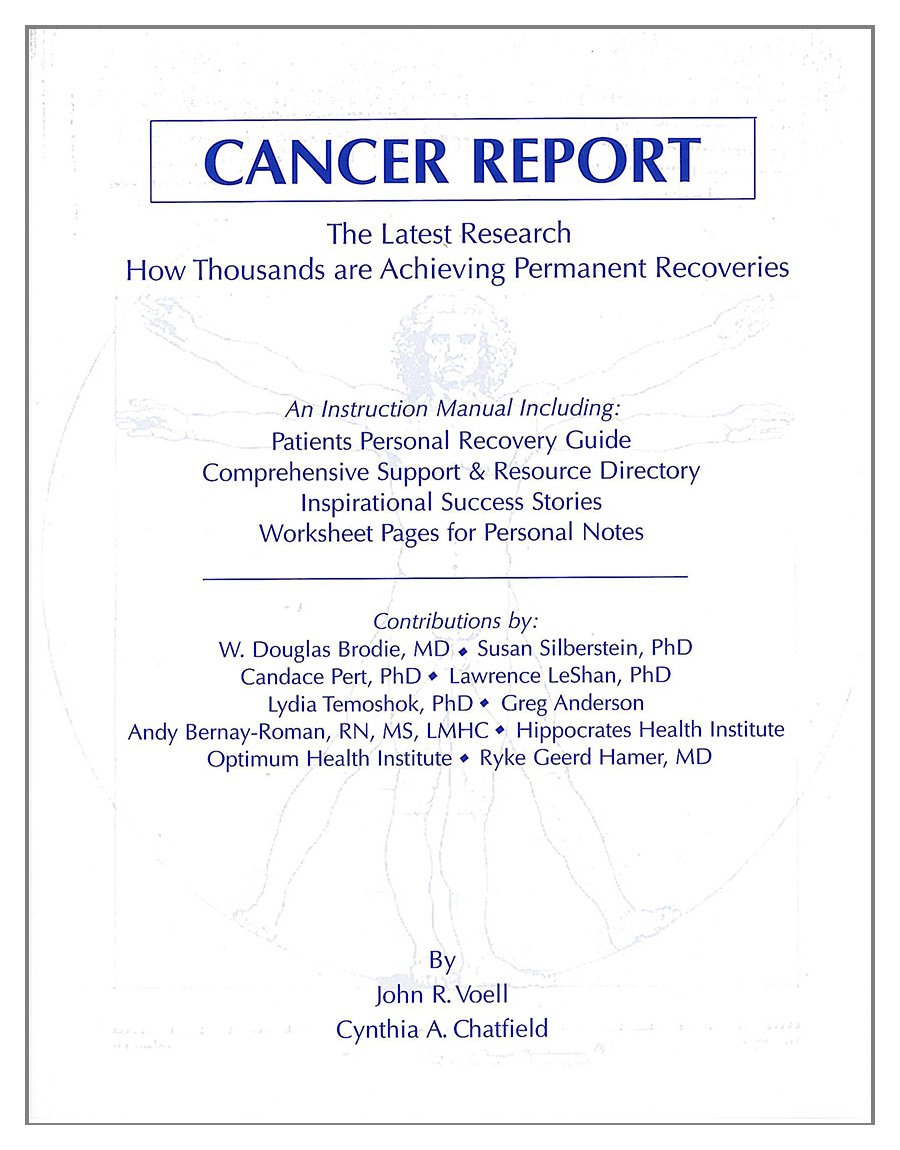 CANCER REPORT
The Latest Research
How Thousands are Achieving Permanent Recoveries
An Instruction Manual Including:
Patients Personal Recovery Guide
Comprehensive Support & Resource Directory
Inspirational Success Stories
Worksheet Pages for Personal Notes
Contributions by:
W. Douglas Brodie, MD ⬥ Susan Silberstein, PhD
Candace Pert, PhD ⬥ Lawrence LeShan, PhD
Lydia Temoshok, PhD ⬥ Greg Anderson
Andy Bernay-Roman, RN, MS, LMHC ⬥ Hippocrates Health Institute
Optimum Health Institute ⬥ Ryke Geerd Hamer, MD
By
John R. Voell
Cynthia A. Chatfield